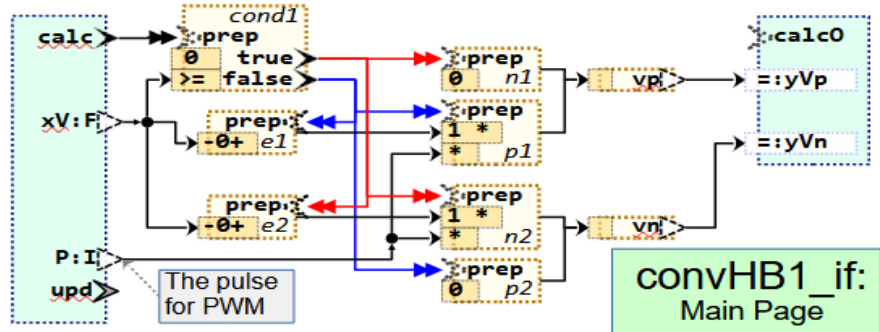 cond1
calc
prep
calcO
0 true
prep
>= false
0 n1
vp
=:yVp
xV:F
prep
prep
-0+ e1
1 *
* p1
=:yVn
prep
prep
-0+ e2
1 *
* n2
vn
P:I
prep
upd
The pulse
for PWM
0 p2
convHB1_if:
Main Page